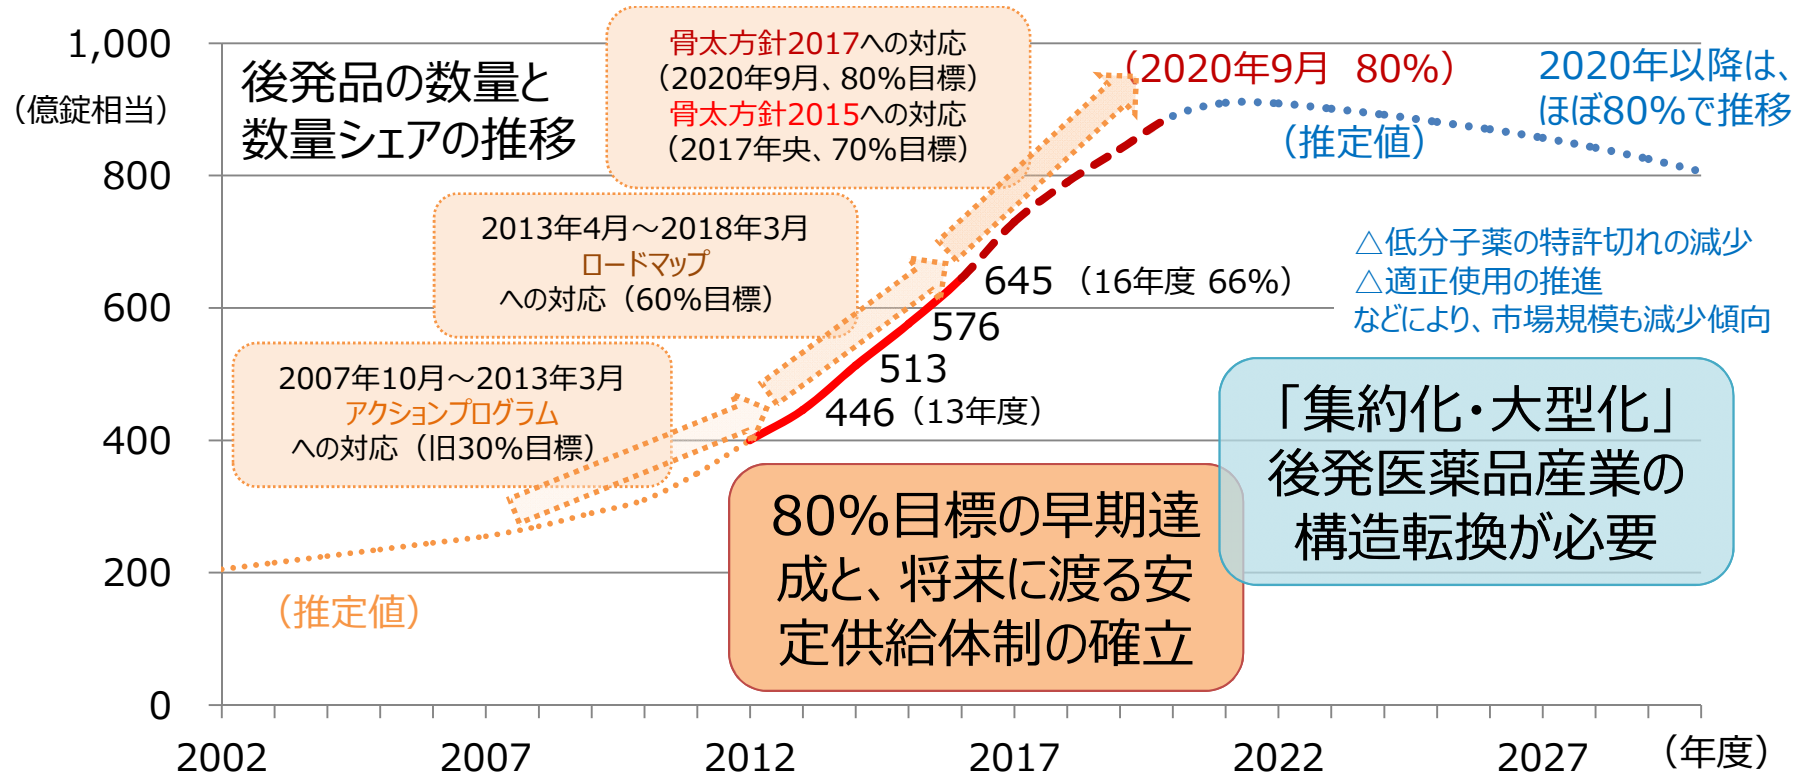 1,000
(億錠相当)
800
600
400
200
0
後発品の数量と
数量シェアの推移
骨太方針2017への対応
(2020年9月、80%目標)
骨太方針2015への対応
(2017年央、70%目標)
2013年4月～2018年3月
ロードマップ
への対応(60%目標)
2007年10月～2013年3月
アクションプログラム
への対応(旧30%目標)
(推定値)
(2020年9月 80%)
2020年以降は、
ほぼ80%で推移
(推定値)
△低分子薬の特許切れの減少
△適正使用の推進
などにより、市場規模も減少傾向
645 (16年度 66%)
576
513
446(13年度)
80%目標の早期達
成と、将来に渡る安
定供給体制の確立
「集約化・大型化」
後発医薬品産業の
構造転換が必要
2002 2007 2012 2017 2022 2027 (年度)